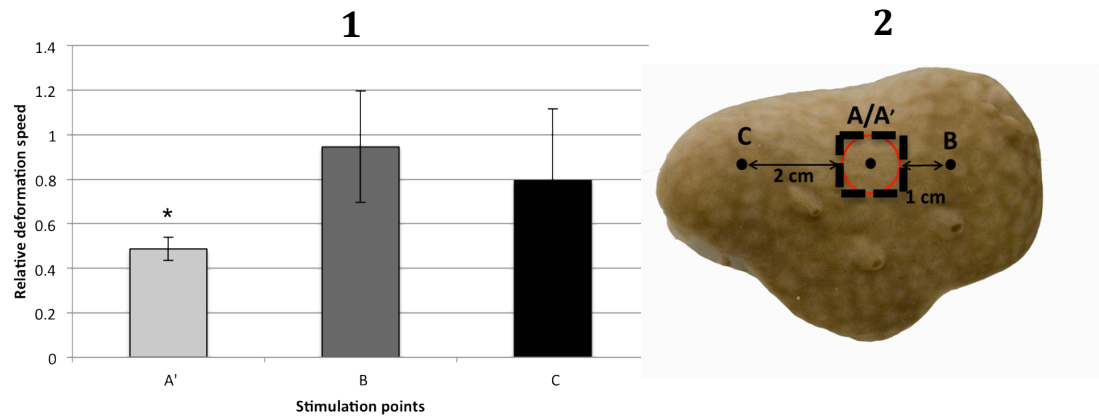 1
1.4
1.2
1
0.8
0.6
0.4
0.2
0
Relative deformation speed
*
A'
B
C
Stimulation points
2
A/A'
C
B
2 cm
1 cm